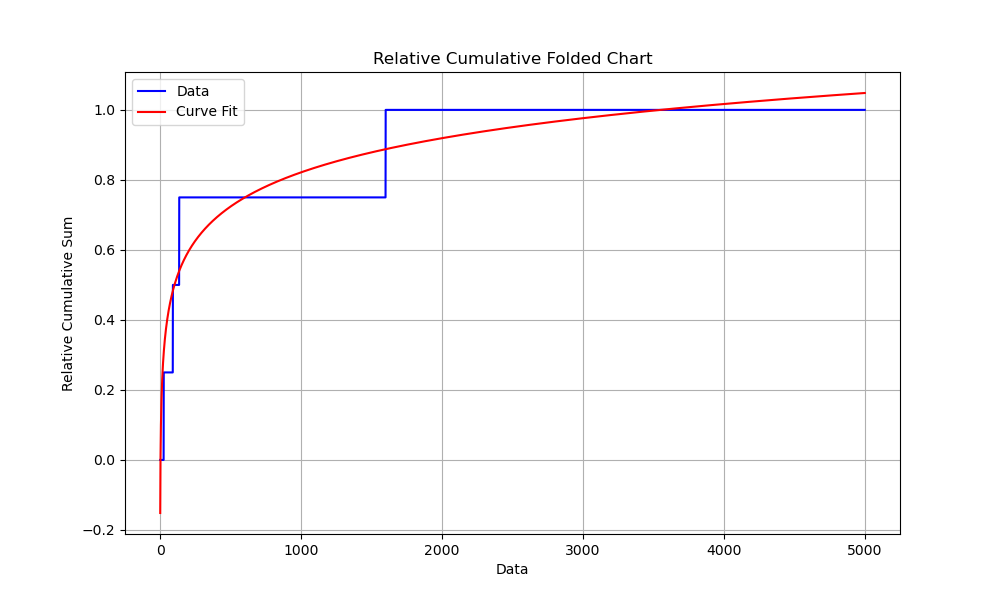 Relative Cumulative Folded Chart
Data
Curve Fit
1.0
0.8
0.6
0.4
0.2
0.0
−0.2
Relative Cumulative Sum
0
1000
2000
3000
4000
5000
Data